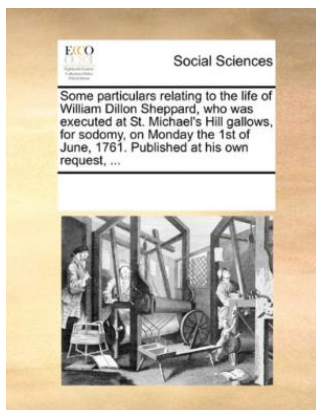 ECCO
Social Sciences
Some particulars relating to the life of
William Dillon Sheppard, who was
executed at St. Michael's Hill gallows,
for sodomy, on Monday the 1st of
June, 1761. Published at his own
request, ...